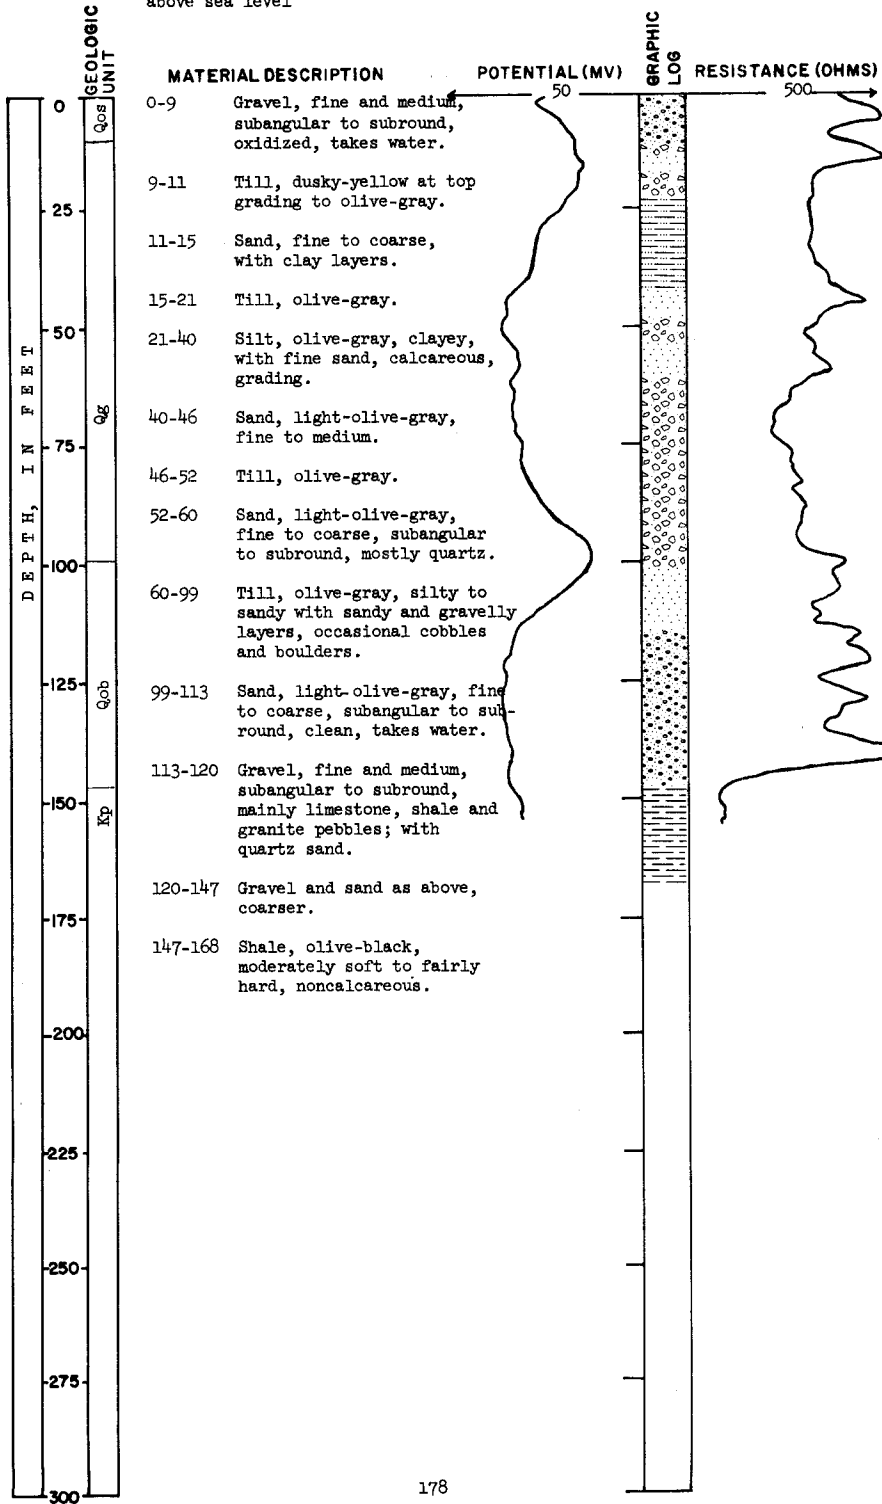 above sea level
GEOLOGIC
UNIT
MATERIAL DESCRIPTION
POTENTIAL (MV)
GRAPHIC
LOG
RESISTANCE (OHMS)
50
500
DEPTH, IN FEET
0
25
50
75
100
125
150
175
200
225
250
275
300
Qos
Qg
Qob
Kp
0-9 Gravel, fine and medium,
subangular to subround,
oxidized, takes water.
9-11 Till, dusky-yellow at top
grading to olive-gray.
11-15 Sand, fine to coarse,
with clay layers.
15-21 Till, olive-gray.
21-40 Silt, olive-gray, clayey,
with fine sand, calcareous,
grading.
40-46 Sand, light-olive-gray,
fine to medium.
46-52 Till, olive-gray.
52-60 Sand, light-olive-gray,
fine to coarse, subangular
to subround, mostly quartz.
60-99 Till, olive-gray, silty to
sandy with sandy and gravelly
layers, occasional cobbles
and boulders.
99-113 Sand, light-olive-gray, fine
to coarse, subangular to sub-
round, clean, takes water.
113-120 Gravel, fine and medium,
subangular to subround,
mainly limestone, shale and
granite pebbles; with
quartz sand.
120-147 Gravel and sand as above,
coarser.
147-168 Shale, olive-black,
moderately soft to fairly
hard, noncalcareous.
178